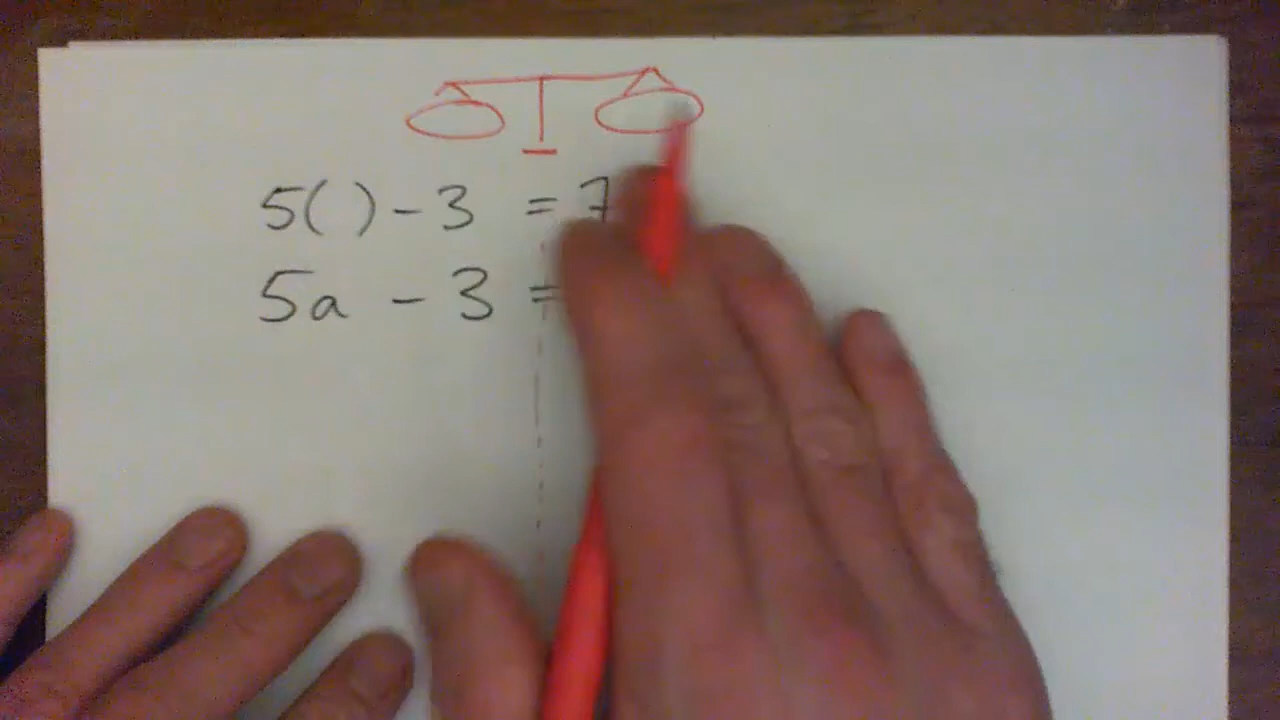 5( ) - 3 = 7
5a - 3 =